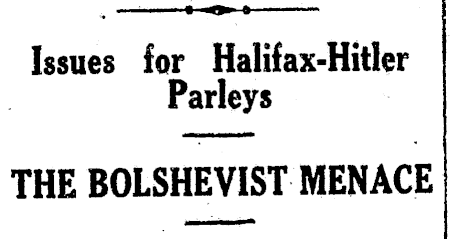 Issues for Halifax-Hitler
Parleys
THE BOLSHEVIST MENACE